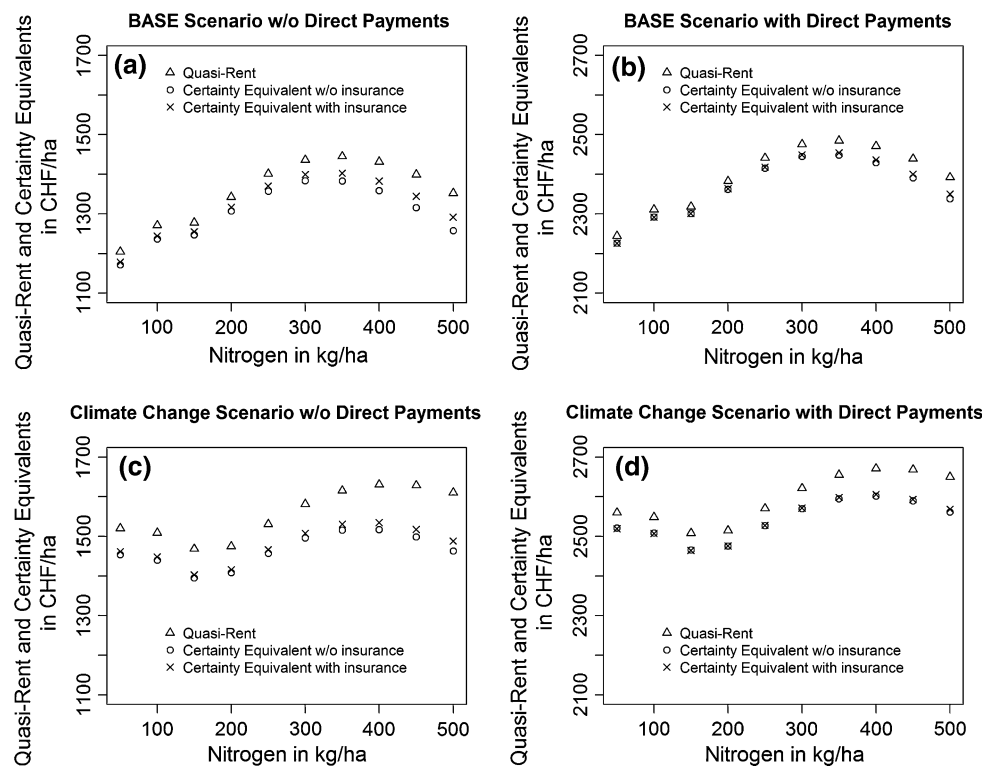 BASE Scenario w/o Direct Payments
Quasi-Rent and Certainty Equivalents
in CHF/ha
1700
1500
1300
1100
(a)
Quasi-Rent
Certainty Equivalent w/o insurance
Certainty Equivalent with insurance
100 200 300 400 500
Nitrogen in kg/ha
BASE Scenario with Direct Payments
Quasi-Rent and Certainty Equivalents
in CHF/ha
2700
2500
2300
2100
(b)
Quasi-Rent
Certainty Equivalent w/o insurance
Certainty Equivalent with insurance
100 200 300 400 500
Nitrogen in kg/ha
Climate Change Scenario w/o Direct Payments
Quasi-Rent and Certainty Equivalents
in CHF/ha
1700
1500
1300
1100
(c)
Quasi-Rent
Certainty Equivalent w/o insurance
Certainty Equivalent with insurance
100 200 300 400 500
Nitrogen in kg/ha
Climate Change Scenario with Direct Payments
Quasi-Rent and Certainty Equivalents
in CHF/ha
2700
2500
2300
2100
(d)
Quasi-Rent
Certainty Equivalent w/o insurance
Certainty Equivalent with insurance
100 200 300 400 500
Nitrogen in kg/ha